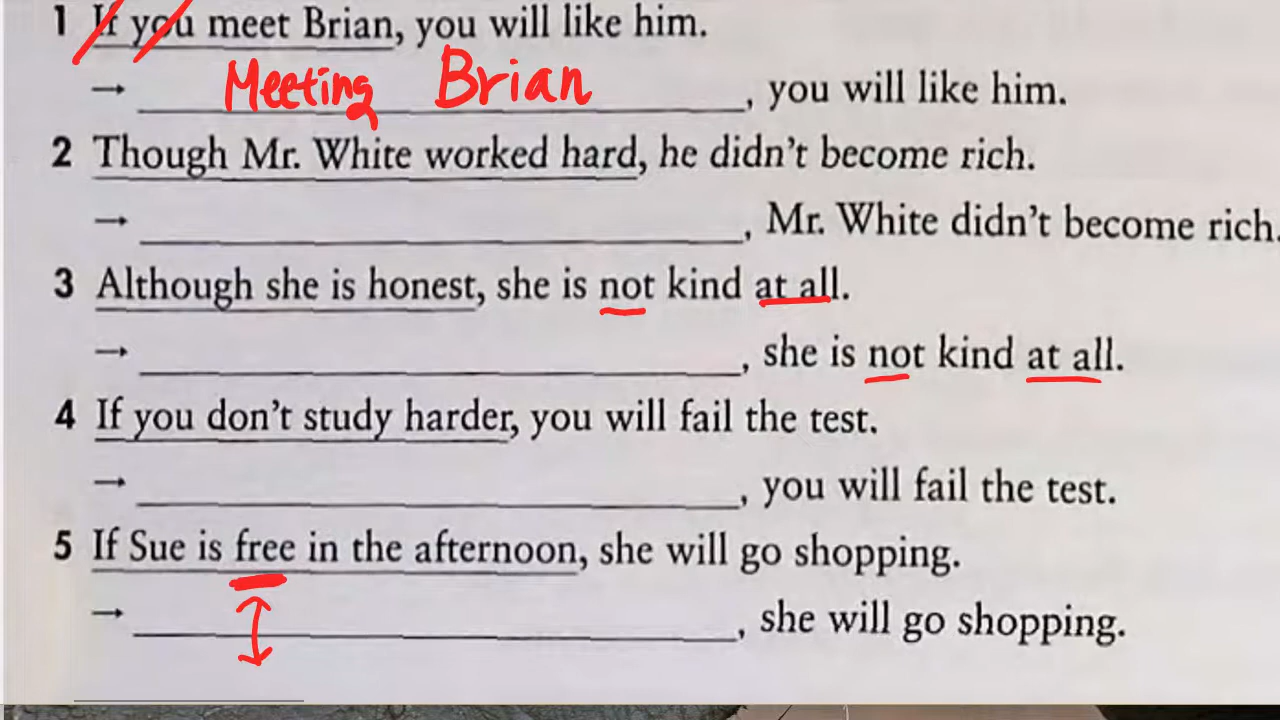 1 If you meet Brian, you will like him.
→ Meeting Brian, you will like him.
2 Though Mr. White worked hard, he didn't become rich.
→ , Mr. White didn't become rich.
3 Although she is honest, she is not kind at all.
→ , she is not kind at all.
4 If you don't study harder, you will fail the test.
→ , you will fail the test.
5 If Sue is free in the afternoon, she will go shopping.
→ , she will go shopping.